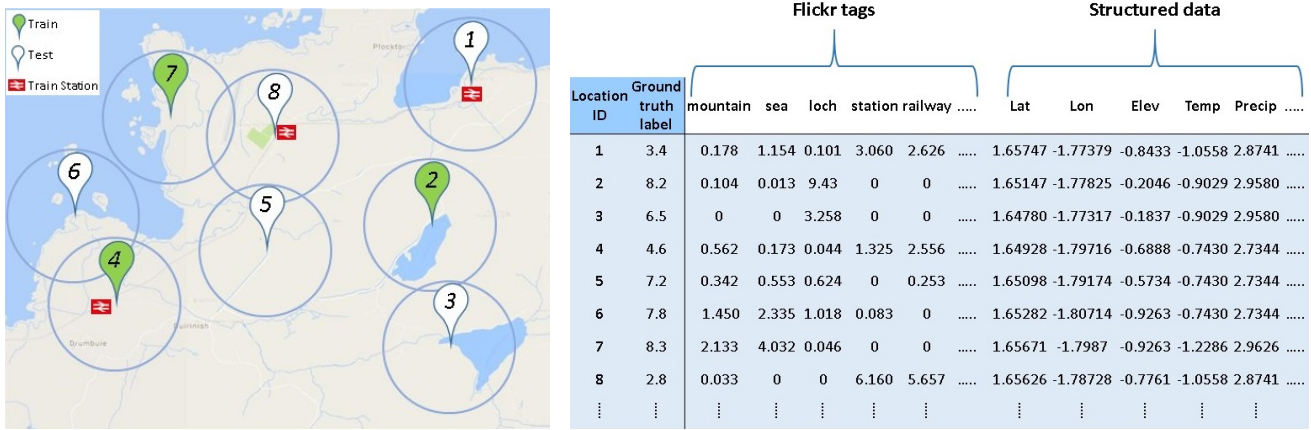 Train
Test
Train Station
Plockfor
1
7
8
6
2
5
4
3
Duirinish
Drumbuie
Flickr tags Structured data
Location ID Ground truth label mountain sea loch station railway ..... Lat Lon Elev Temp Precip .....
1 3.4 0.178 1.154 0.101 3.060 2.626 ..... 1.65747 -1.77379 -0.8433 -1.0558 2.8741 .....
2 8.2 0.104 0.013 9.43 0 0 ..... 1.65147 -1.77825 -0.2046 -0.9029 2.9580 .....
3 6.5 0 0 3.258 0 0 ..... 1.64780 -1.77317 -0.1837 -0.9029 2.9580 .....
4 4.6 0.562 0.173 0.044 1.325 2.556 ..... 1.64928 -1.79716 -0.6888 -0.7430 2.7344 .....
5 7.2 0.342 0.553 0.624 0 0.253 ..... 1.65098 -1.79174 -0.5734 -0.7430 2.7344 .....
6 7.8 1.450 2.335 1.018 0.083 0 ..... 1.65282 -1.80714 -0.9263 -0.7430 2.7344 .....
7 8.3 2.133 4.032 0.046 0 0 ..... 1.65671 -1.7987 -0.9263 -1.2286 2.9626 .....
8 2.8 0.033 0 0 6.160 5.657 ..... 1.65626 -1.78728 -0.7761 -1.0558 2.8741 .....